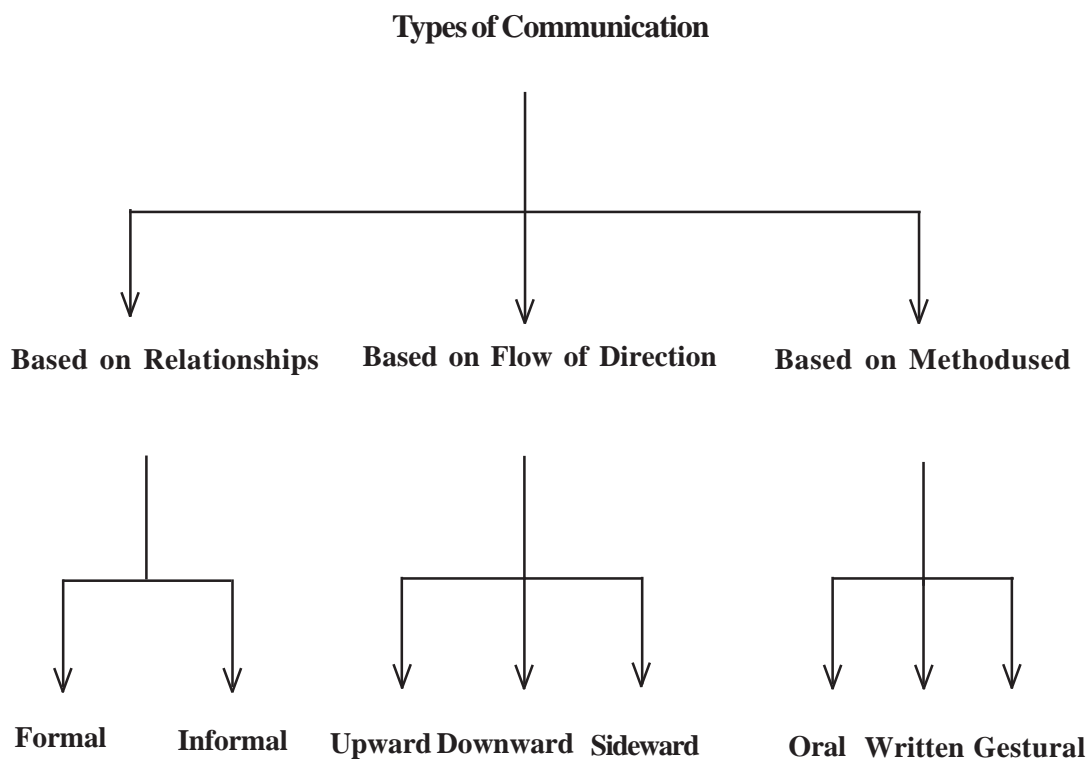 Types of Communication
Based on Relationships Based on Flow of Direction Based on Methodused
Formal Informal Upward Downward Sideward Oral Written Gestural